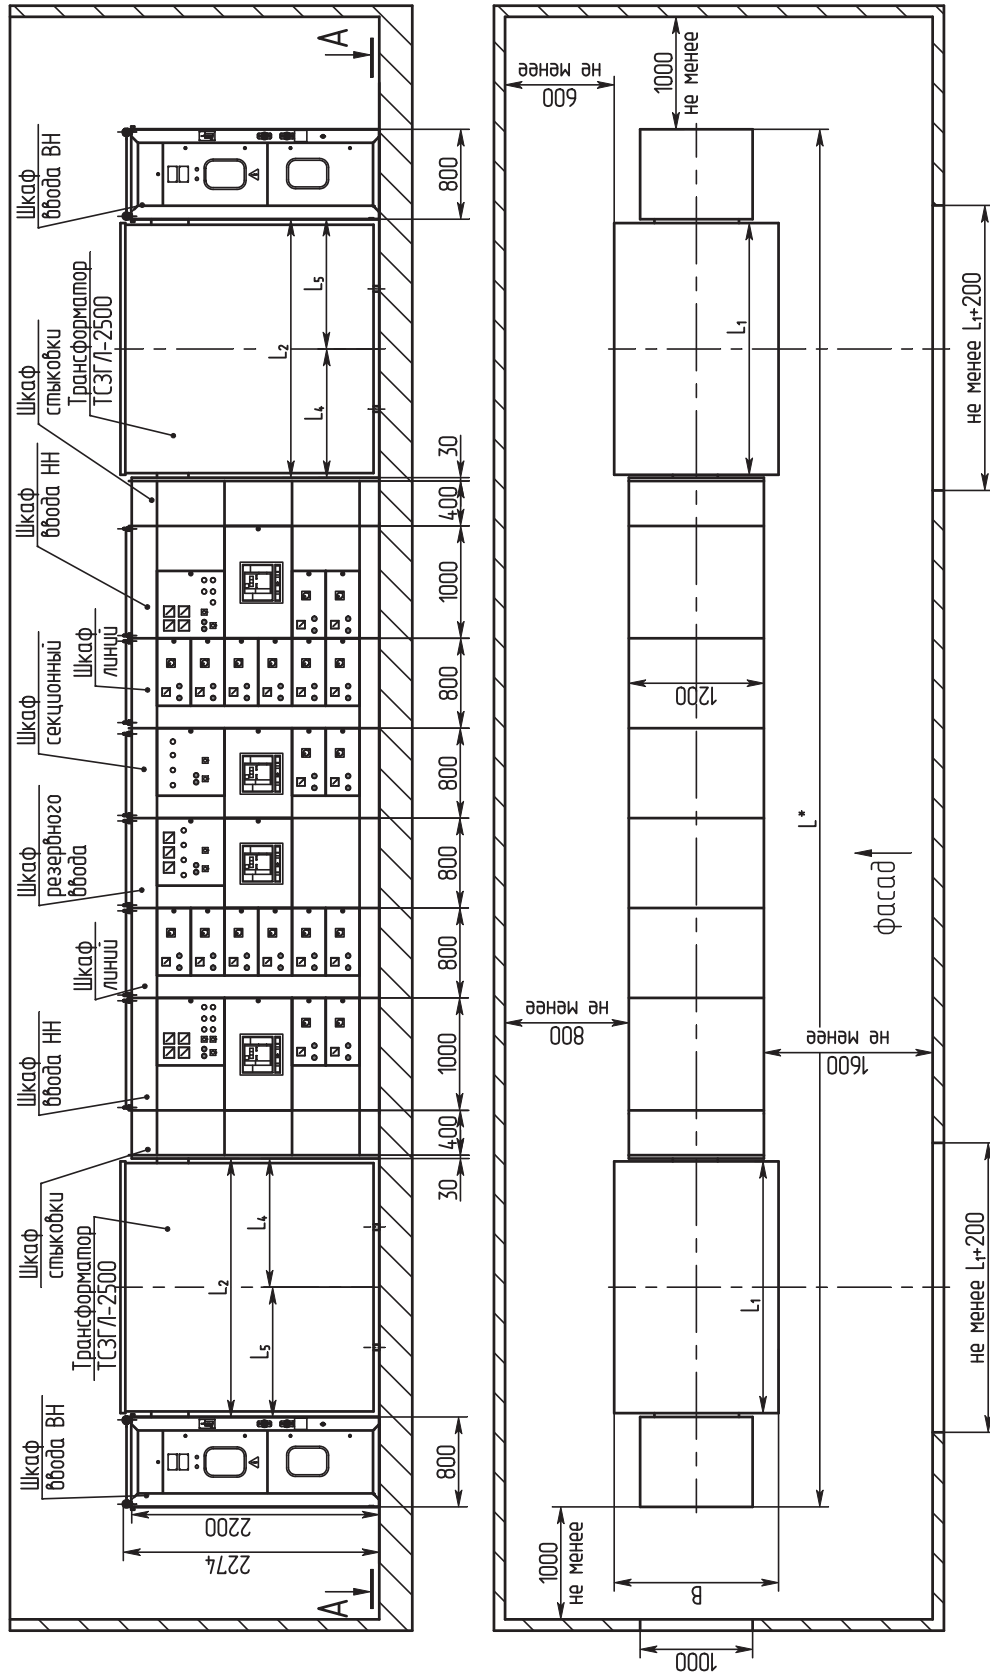 А
А
Шкаф
ввода ВН
Трансформатор
ТСЗГЛ-2500
Шкаф
стыковки
Шкаф
ввода НН
Шкаф
линий
Шкаф
резервного
ввода
Шкаф
секционный
Шкаф
линий
Шкаф
ввода НН
Шкаф
стыковки
Трансформатор
ТСЗГЛ-2500
Шкаф
ввода ВН
2274
2200
L₂
L₅
L₄
L₂
L₄
L₅
800
30
400
1000
800
800
800
800
1000
400
30
800
1000
не менее
800
не менее
600
не менее
1000
не менее
1000
В
L₁
1200
L₁
L*
1600
не менее
фасад
не менее L₁+200
не менее L₁+200